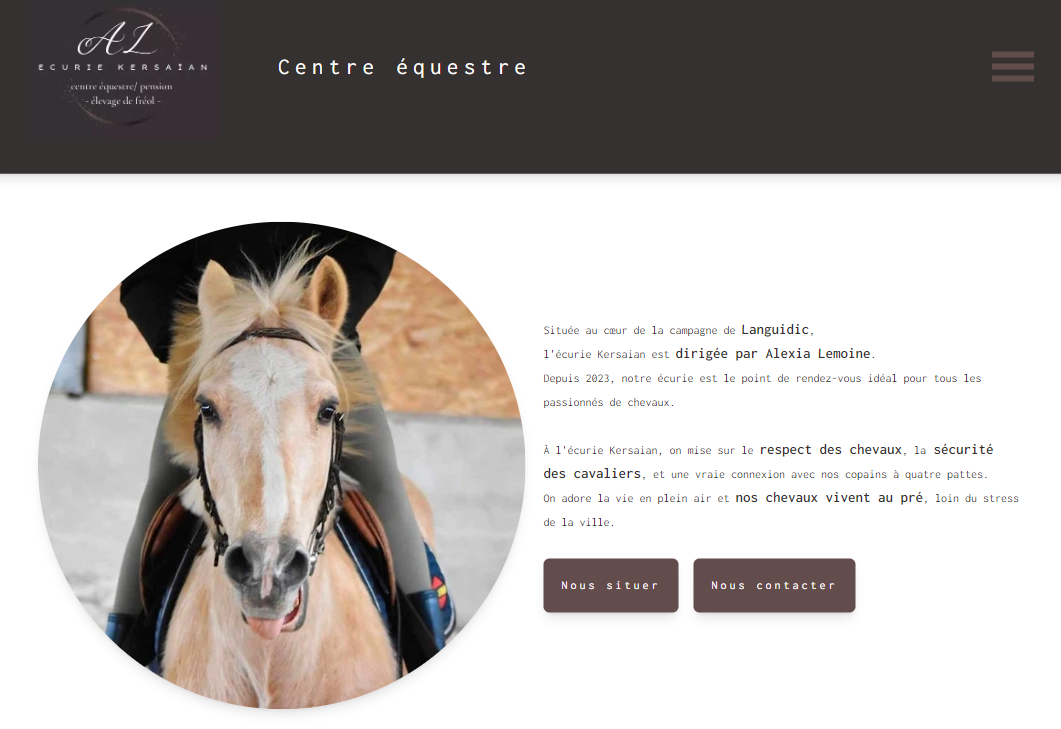 AL
ECURIE KERSAÏAN
centre équestre/ pension
- élevage de fréol -
Centre équestre
Située au cœur de la campagne de Languidic,
l'écurie Kersaian est dirigée par Alexia Lemoine.
Depuis 2023, notre écurie est le point de rendez-vous idéal pour tous les
passionnés de chevaux.
À l'écurie Kersaian, on mise sur le respect des chevaux, la sécurité
des cavaliers, et une vraie connexion avec nos copains à quatre pattes.
On adore la vie en plein air et nos chevaux vivent au pré, loin du stress
de la ville.
Nous situer
Nous contacter